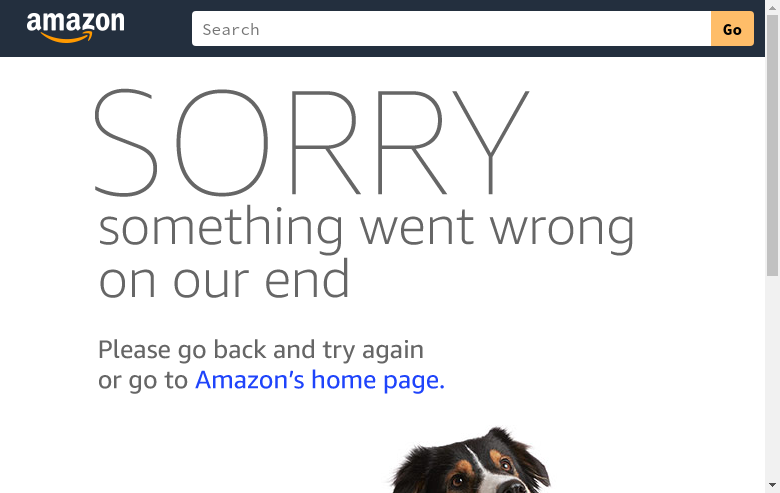 amazon
Search
Go
SORRY
something went wrong
on our end
Please go back and try again
or go to Amazon's home page.